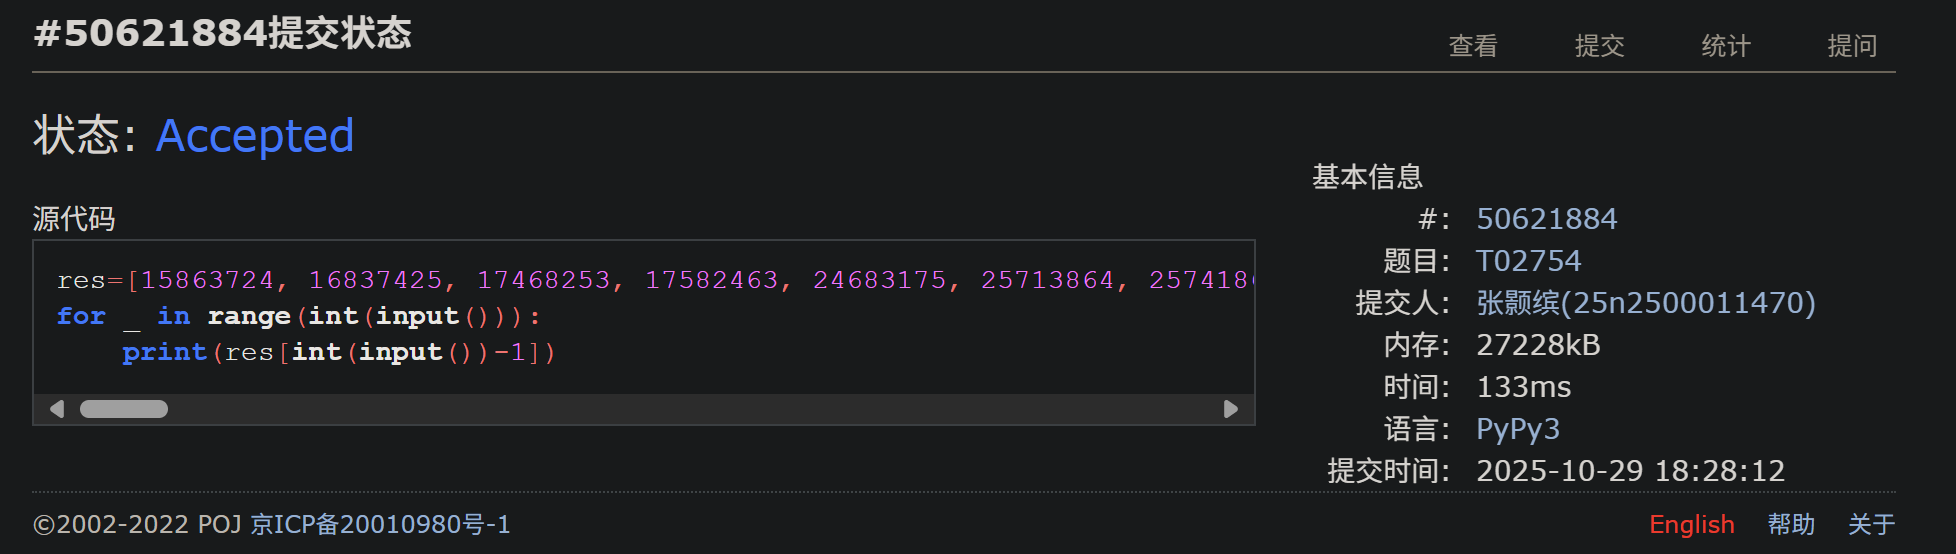 #50621884提交状态
查看 提交 统计 提问
状态: Accepted
源代码
res=[15863724, 16837425, 17468253, 17582463, 24683175, 25713864, 2574186
for _ in range(int(input())):
    print(res[int(input())-1])
基本信息
#: 50621884
题目: T02754
提交人: 张颢缤(25n2500011470)
内存: 27228kB
时间: 133ms
语言: PyPy3
提交时间: 2025-10-29 18:28:12
©2002-2022 POJ 京ICP备20010980号-1
English 帮助 关于